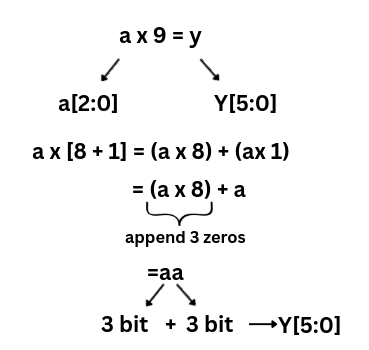 a x 9 = y
a[2:0] Y[5:0]
a x [8 + 1] = (a x 8) + (ax 1)
= (a x 8) + a
append 3 zeros
=aa
3 bit + 3 bit → Y[5:0]